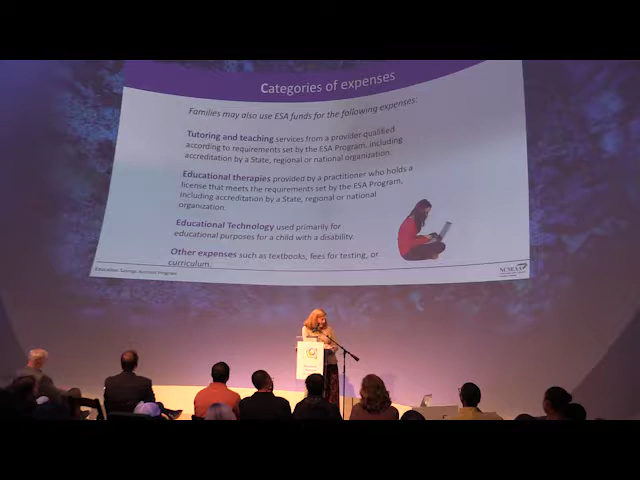 Categories of expenses
Families may also use ESA funds for the following expenses:
Tutoring and teaching services from a provider qualified
according to requirements set by the ESA Program, including
accreditation by a State, regional or national organization.
Educational therapies provided by a practitioner who holds a
license that meets the requirements set by the ESA Program,
including accreditation by a State, regional or national
organization.
Educational Technology used primarily for
educational purposes for a child with a disability.
Other expenses such as textbooks, fees for testing, or
curriculum.
Education Savings Account Program
NCSEAA